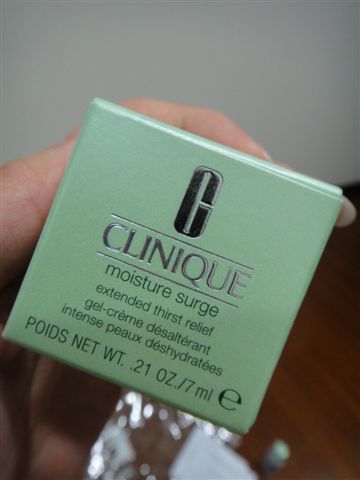 C
CLINIQUE
moisture surge
extended thirst relief
gel-crème désaltérant
intense peaux déshydratées
POIDS NET WT. .21 OZ./7 ml e